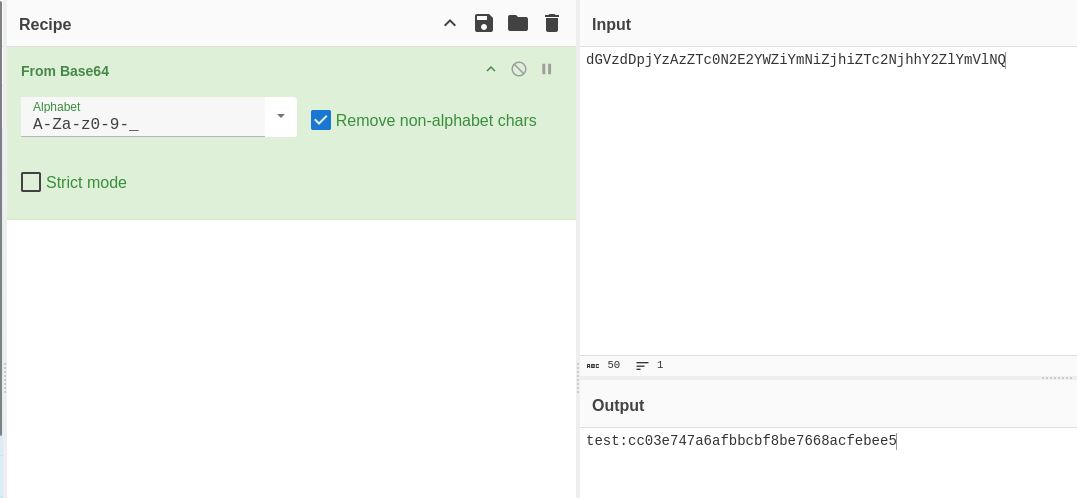 Recipe
From Base64
Alphabet
A-Za-z0-9-_
Remove non-alphabet chars
Strict mode
Input
dGVzdDpjYzAzZTc0N2E2YWZiYmNiZjhiZTc2NjhhY2ZlYmVlNQ
ABC 50 1
Output
test:cc03e747a6afbbcbf8be7668acfebee5